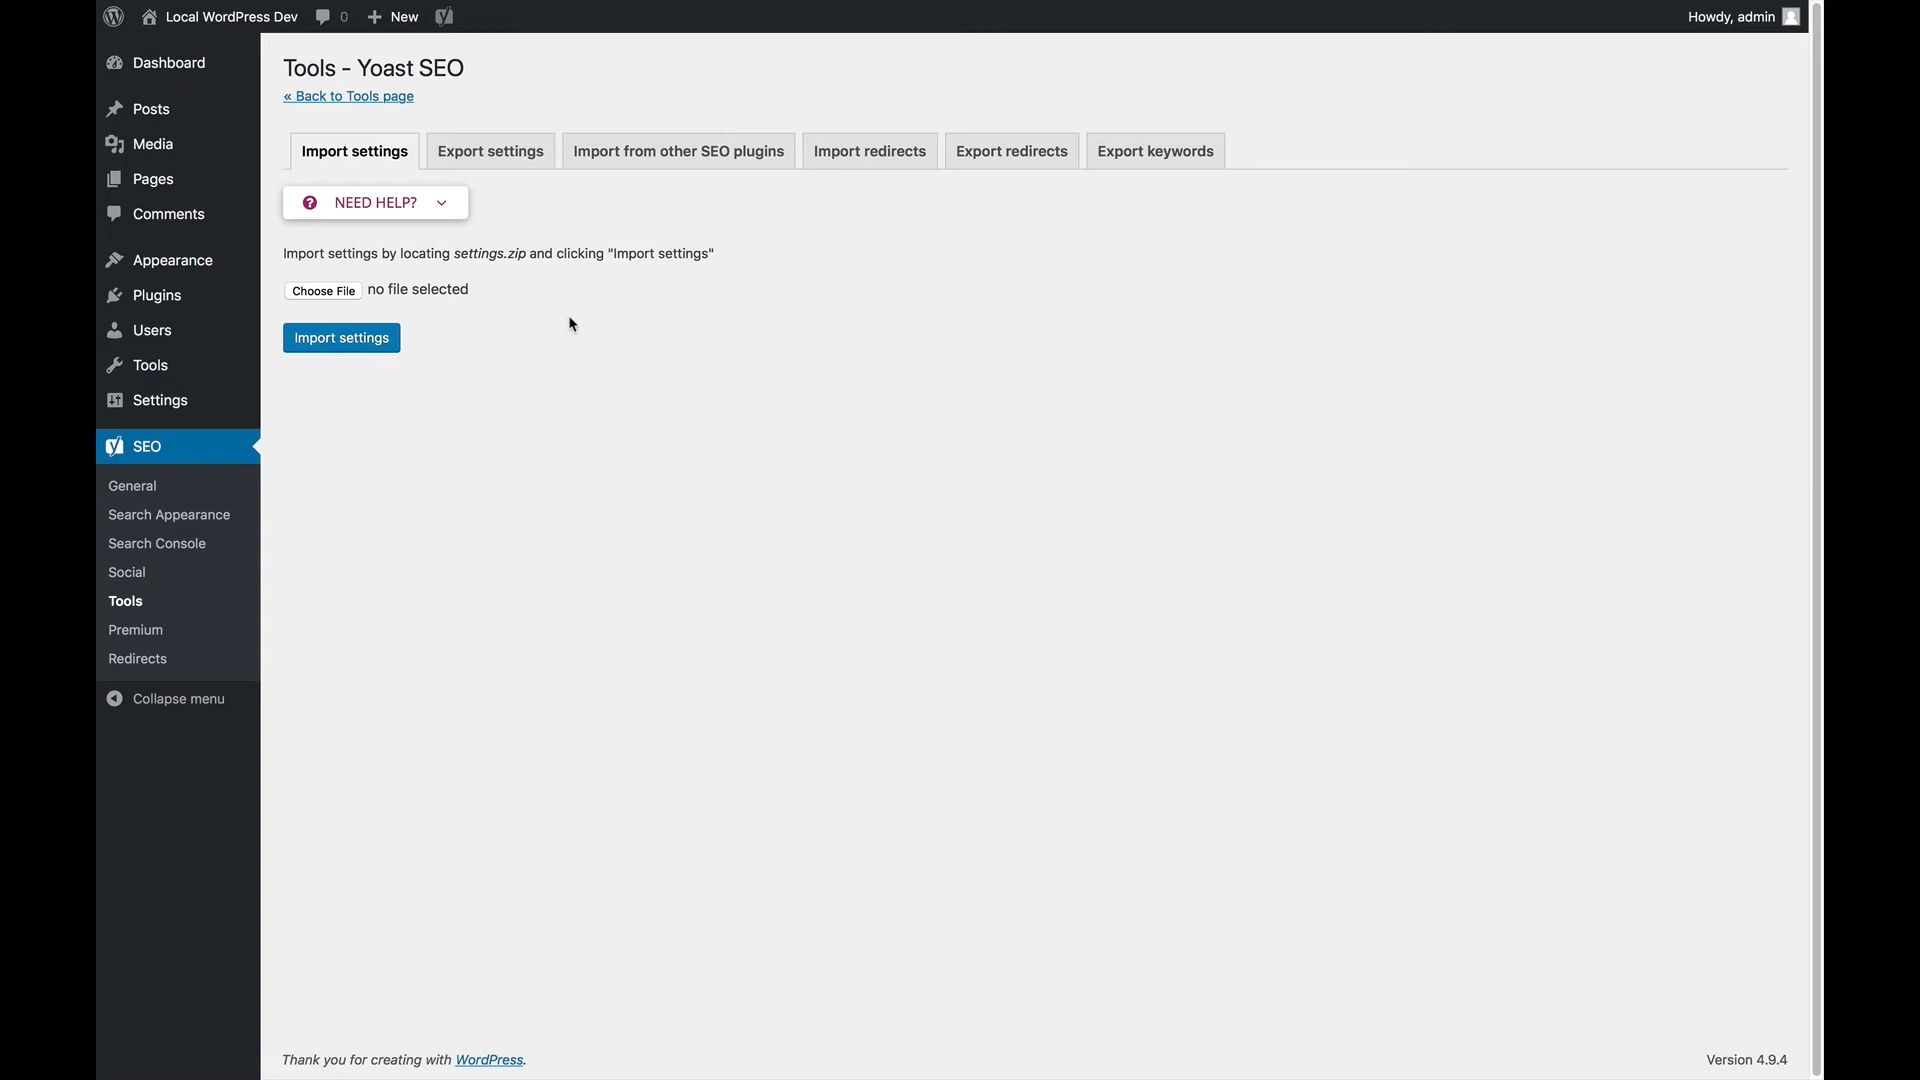 Local WordPress Dev 0 New Howdy, admin
Dashboard
Posts
Media
Pages
Comments
Appearance
Plugins
Users
Tools
Settings
SEO
General
Search Appearance
Search Console
Social
Tools
Premium
Redirects
Collapse menu
Tools - Yoast SEO
« Back to Tools page
Import settings Export settings Import from other SEO plugins Import redirects Export redirects Export keywords
NEED HELP?
Import settings by locating settings.zip and clicking "Import settings"
Choose File no file selected
Import settings
Thank you for creating with WordPress. Version 4.9.4